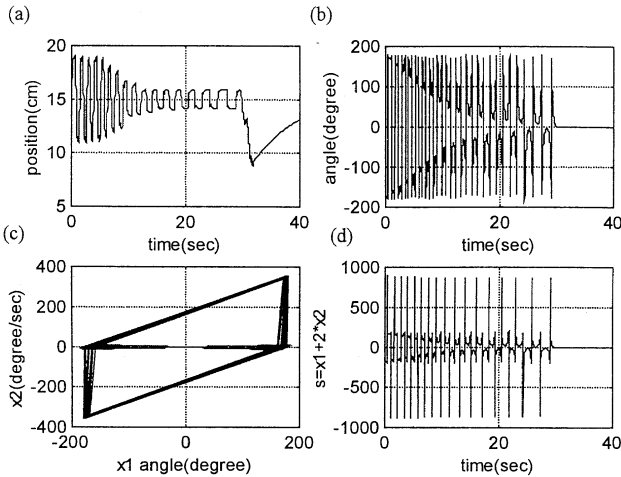 (a)
20
15
10
5
position(cm)
0
20
40
time(sec)
(b)
200
100
0
-100
-200
angle(degree)
0
20
40
time(sec)
(c)
400
200
0
-200
-400
x2(degree/sec)
-200
0
200
x1 angle(degree)
(d)
1000
500
0
-500
-1000
s=x1+2*x2
0
20
40
time(sec)